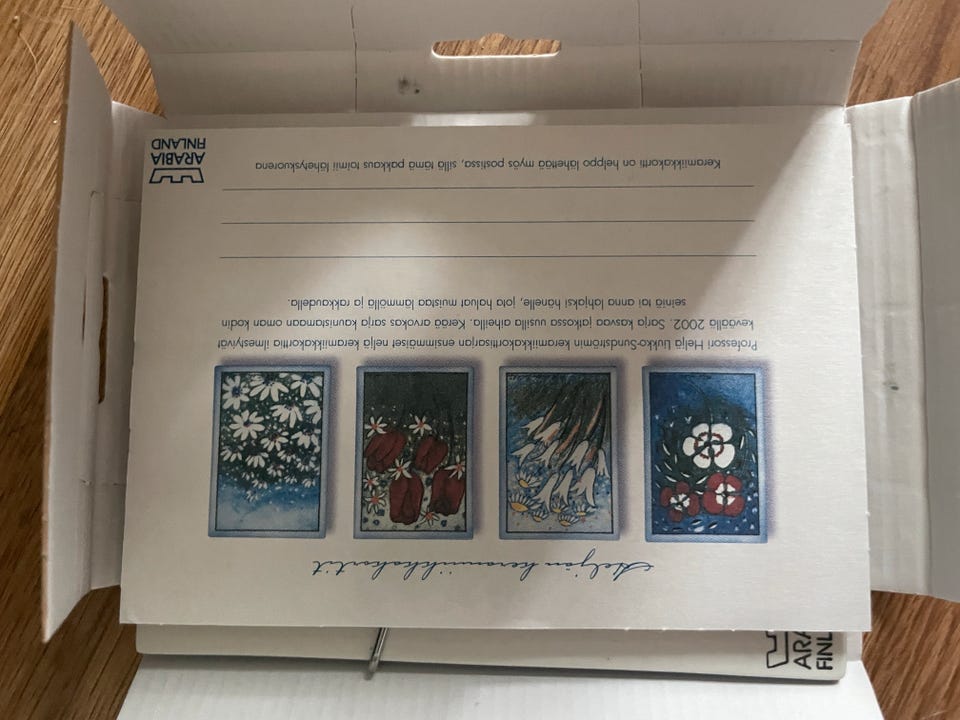 Heljän keramiikkakortit
Professori Heljä Liukko-Sundströmin keramiikkakorttisarjan ensimmäiset neljä keramiikkakorttia ilmestyivät
keväällä 2002. Sarja kasvaa jatkossa uusilla aiheilla. Kerää arvokas sarja kaunistamaan oman kodin
seiniä tai anna lahjaksi hänelle, jota haluat muistaa lämmöllä ja rakkaudella.
Keramiikkakortti on helppo lähettää myös postissa, sillä tämä pakkaus toimii lähetyskuorena
ARABIA
FINLAND
ARA
FINL